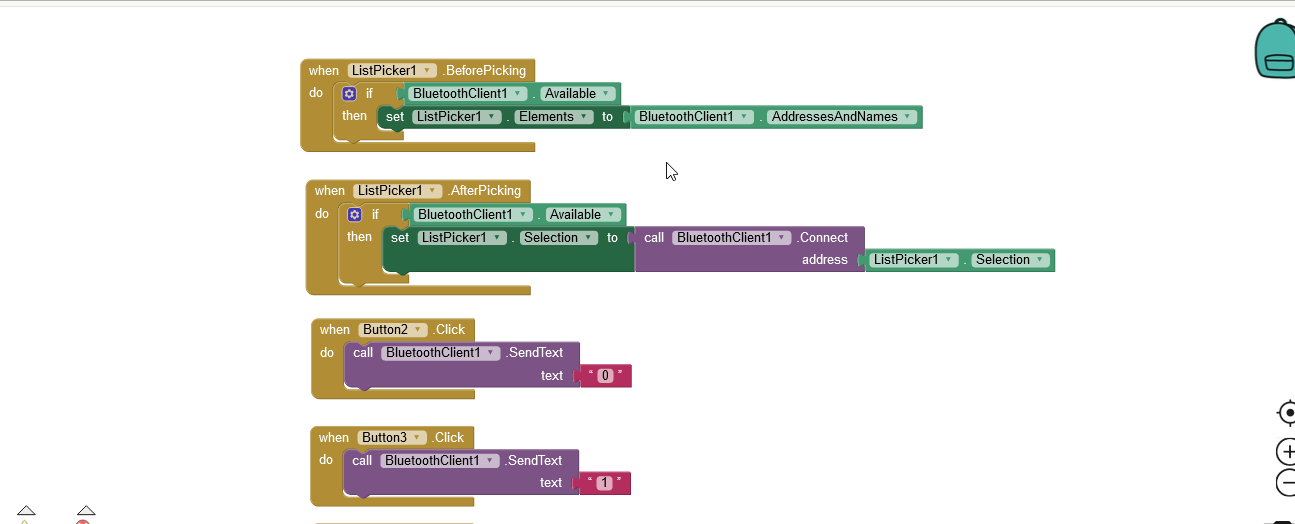 when ListPicker1 .BeforePicking
do if BluetoothClient1 . Available
then set ListPicker1 . Elements to BluetoothClient1 . AddressesAndNames
when ListPicker1 .AfterPicking
do if BluetoothClient1 . Available
then set ListPicker1 . Selection to call BluetoothClient1 .Connect
address ListPicker1 . Selection
when Button2 .Click
do call BluetoothClient1 .SendText
text “ 0 ”
when Button3 .Click
do call BluetoothClient1 .SendText
text “ 1 ”